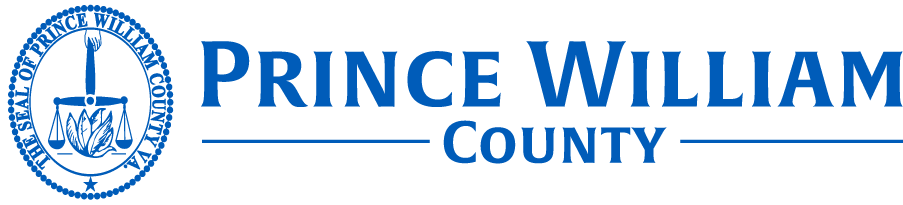 THE SEAL OF PRINCE WILLIAM COUNTY VA.
PRINCE WILLIAM
COUNTY